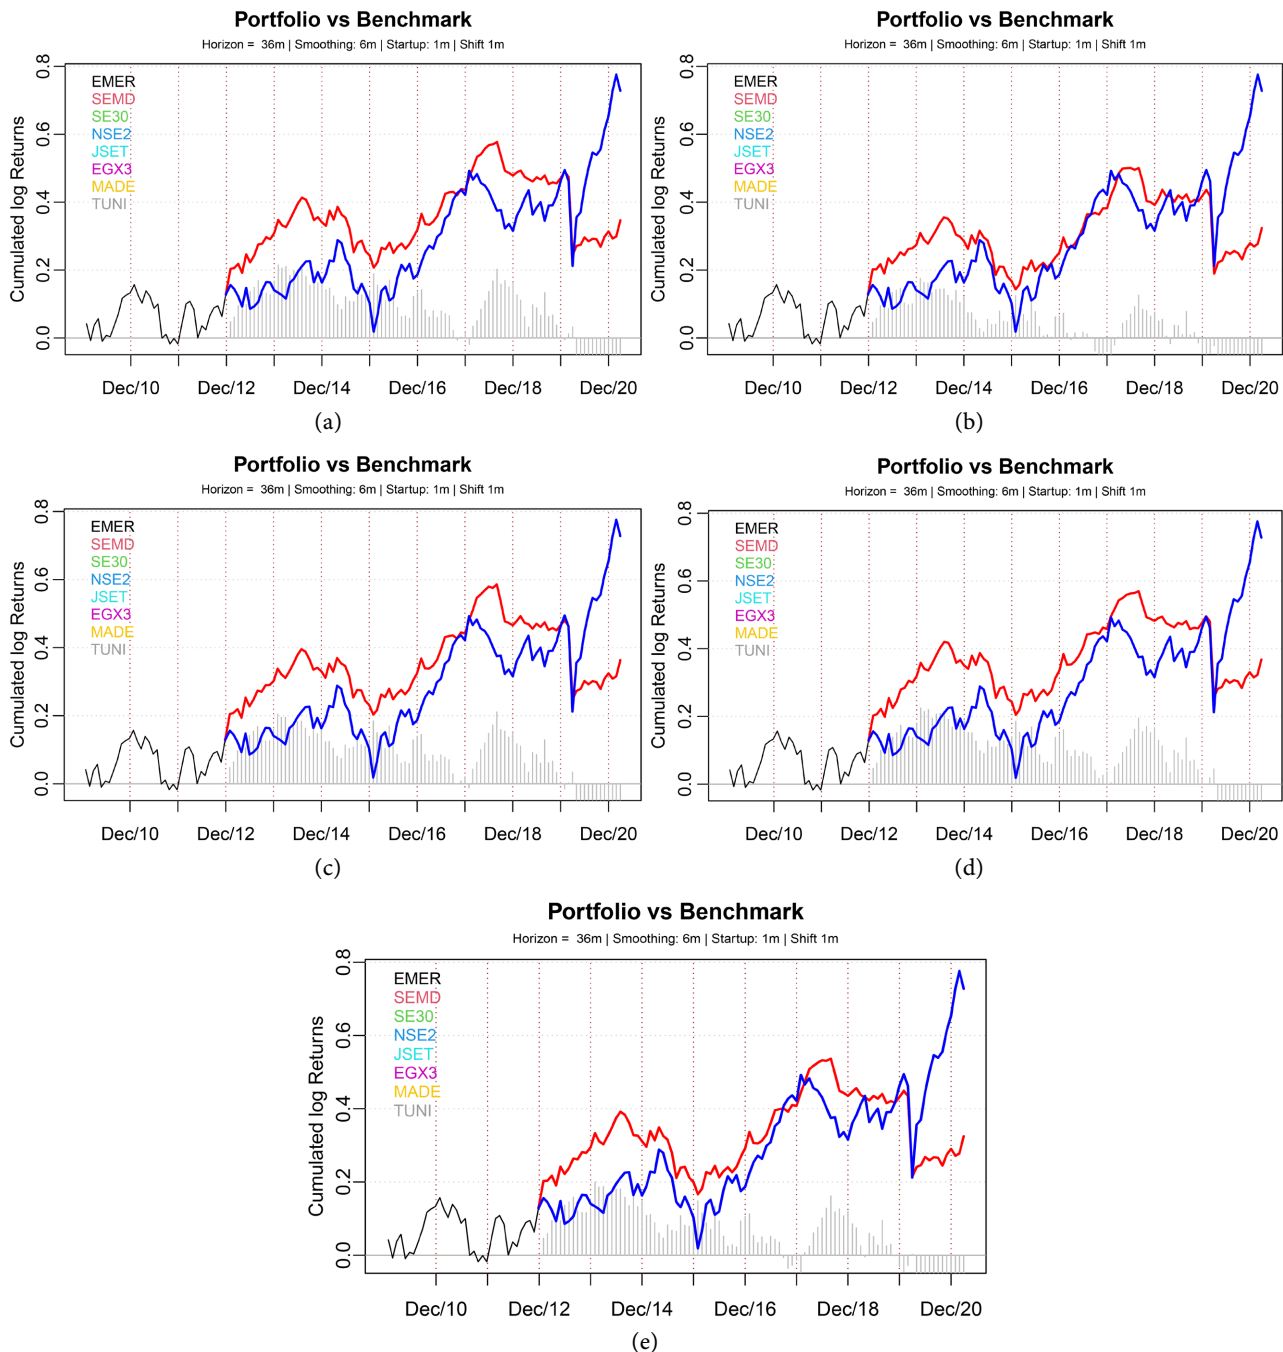 Portfolio vs Benchmark
Horizon = 36m | Smoothing: 6m | Startup: 1m | Shift 1m
Cumulated log Returns
0.8
0.6
0.4
0.2
0.0
EMER
SEMD
SE30
NSE2
JSET
EGX3
MADE
TUNI
Dec/10 Dec/12 Dec/14 Dec/16 Dec/18 Dec/20
(a)
Portfolio vs Benchmark
Horizon = 36m | Smoothing: 6m | Startup: 1m | Shift 1m
Cumulated log Returns
0.8
0.6
0.4
0.2
0.0
EMER
SEMD
SE30
NSE2
JSET
EGX3
MADE
TUNI
Dec/10 Dec/12 Dec/14 Dec/16 Dec/18 Dec/20
(b)
Portfolio vs Benchmark
Horizon = 36m | Smoothing: 6m | Startup: 1m | Shift 1m
Cumulated log Returns
0.8
0.6
0.4
0.2
0.0
EMER
SEMD
SE30
NSE2
JSET
EGX3
MADE
TUNI
Dec/10 Dec/12 Dec/14 Dec/16 Dec/18 Dec/20
(c)
Portfolio vs Benchmark
Horizon = 36m | Smoothing: 6m | Startup: 1m | Shift 1m
Cumulated log Returns
0.8
0.6
0.4
0.2
0.0
EMER
SEMD
SE30
NSE2
JSET
EGX3
MADE
TUNI
Dec/10 Dec/12 Dec/14 Dec/16 Dec/18 Dec/20
(d)
Portfolio vs Benchmark
Horizon = 36m | Smoothing: 6m | Startup: 1m | Shift 1m
Cumulated log Returns
0.8
0.6
0.4
0.2
0.0
EMER
SEMD
SE30
NSE2
JSET
EGX3
MADE
TUNI
Dec/10 Dec/12 Dec/14 Dec/16 Dec/18 Dec/20
(e)